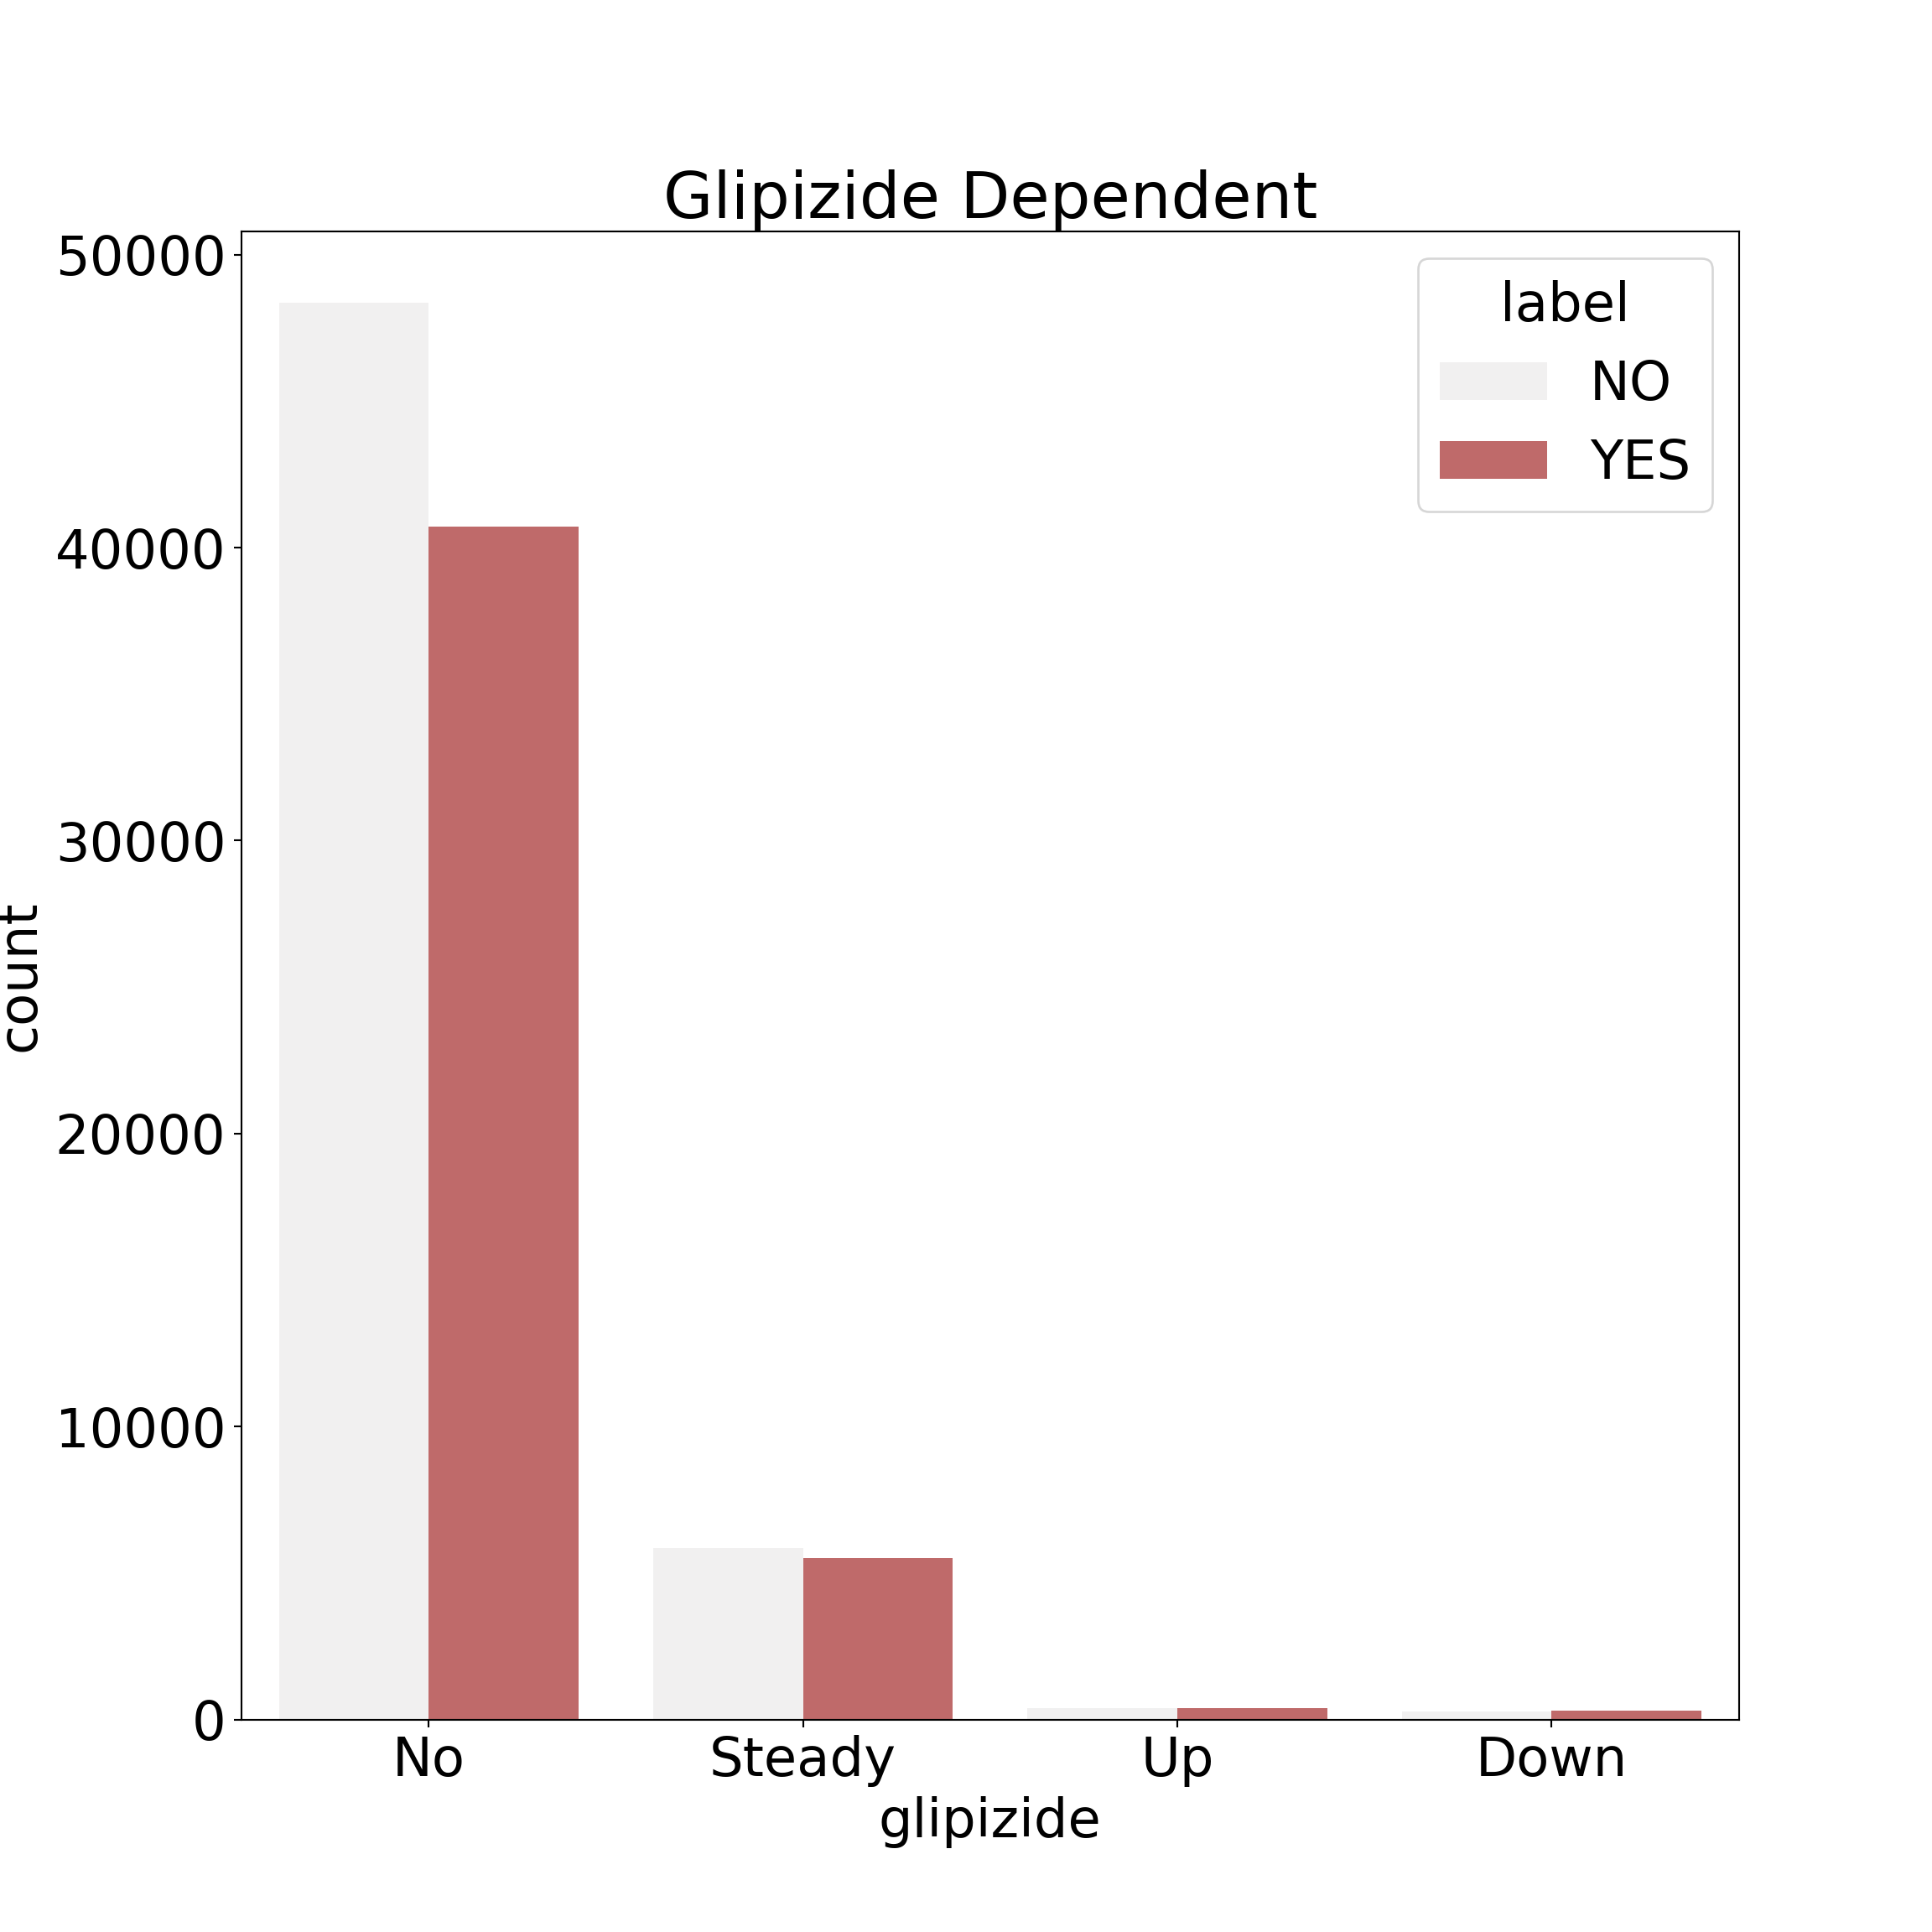 Glipizide Dependent
50000
40000
30000
20000
10000
0
count
label
NO
YES
No Steady Up Down
glipizide